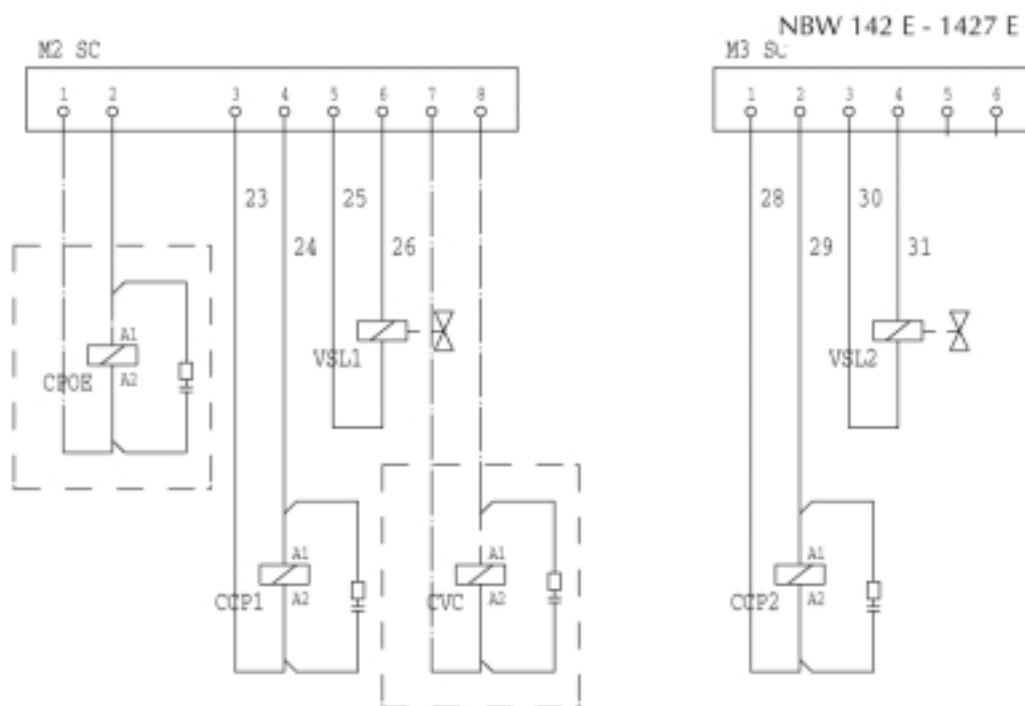 NBW 142 E - 1427 E
M2 SC
M3 SC
1 2 3 4 5 6 7 8
1 2 3 4 5 6
23 25 28 30
24 26 29 31
A1
CPOE A2
VSL1
VSL2
A1 A1 A1
CCP1 A2 CVC A2 CCP2 A2